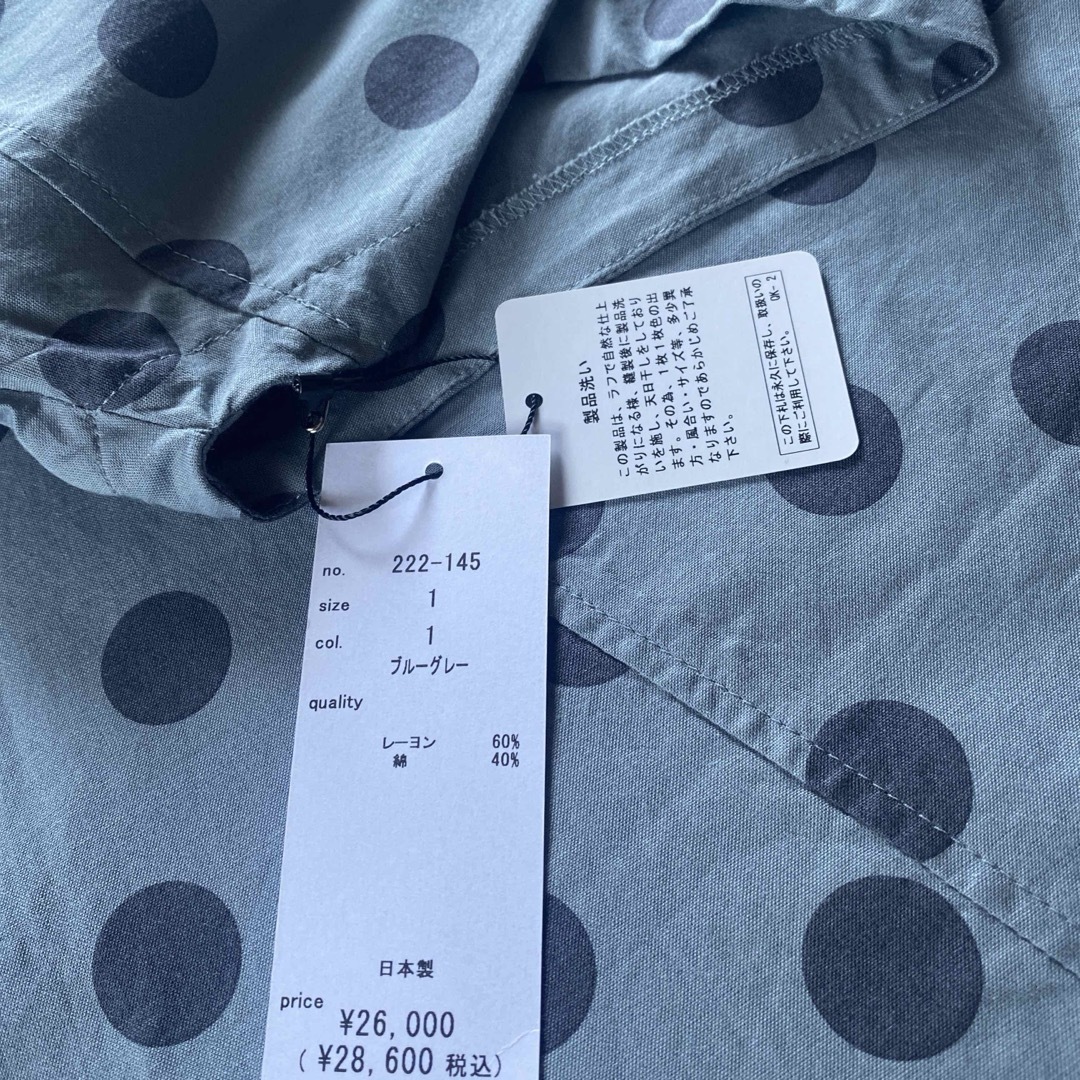 製品洗い
この製品は、ラフで自然な仕上
がりになる様、縫製後に製品洗
いを施し、天日干しをしており
ます。その為、1枚1枚色の出
方・風合い・サイズ等、多少異
なりますのであらかじめご了承
下さい。
この下札は永久に保存し、取扱いの
際にご利用して下さい。
QK-2
no. 222-145
size 1
col. 1
ブルーグレー
quality
レーヨン 60%
綿 40%
日本製
price
¥26,000
(¥28,600 税込)